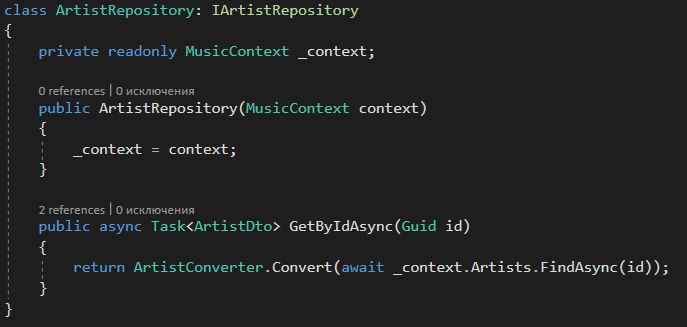 class ArtistRepository: IArtistRepository
{
private readonly MusicContext _context;
0 references | 0 исключения
public ArtistRepository(MusicContext context)
{
_context = context;
}
2 references | 0 исключения
public async Task<ArtistDto> GetByIdAsync(Guid id)
{
return ArtistConverter.Convert(await _context.Artists.FindAsync(id));
}
}